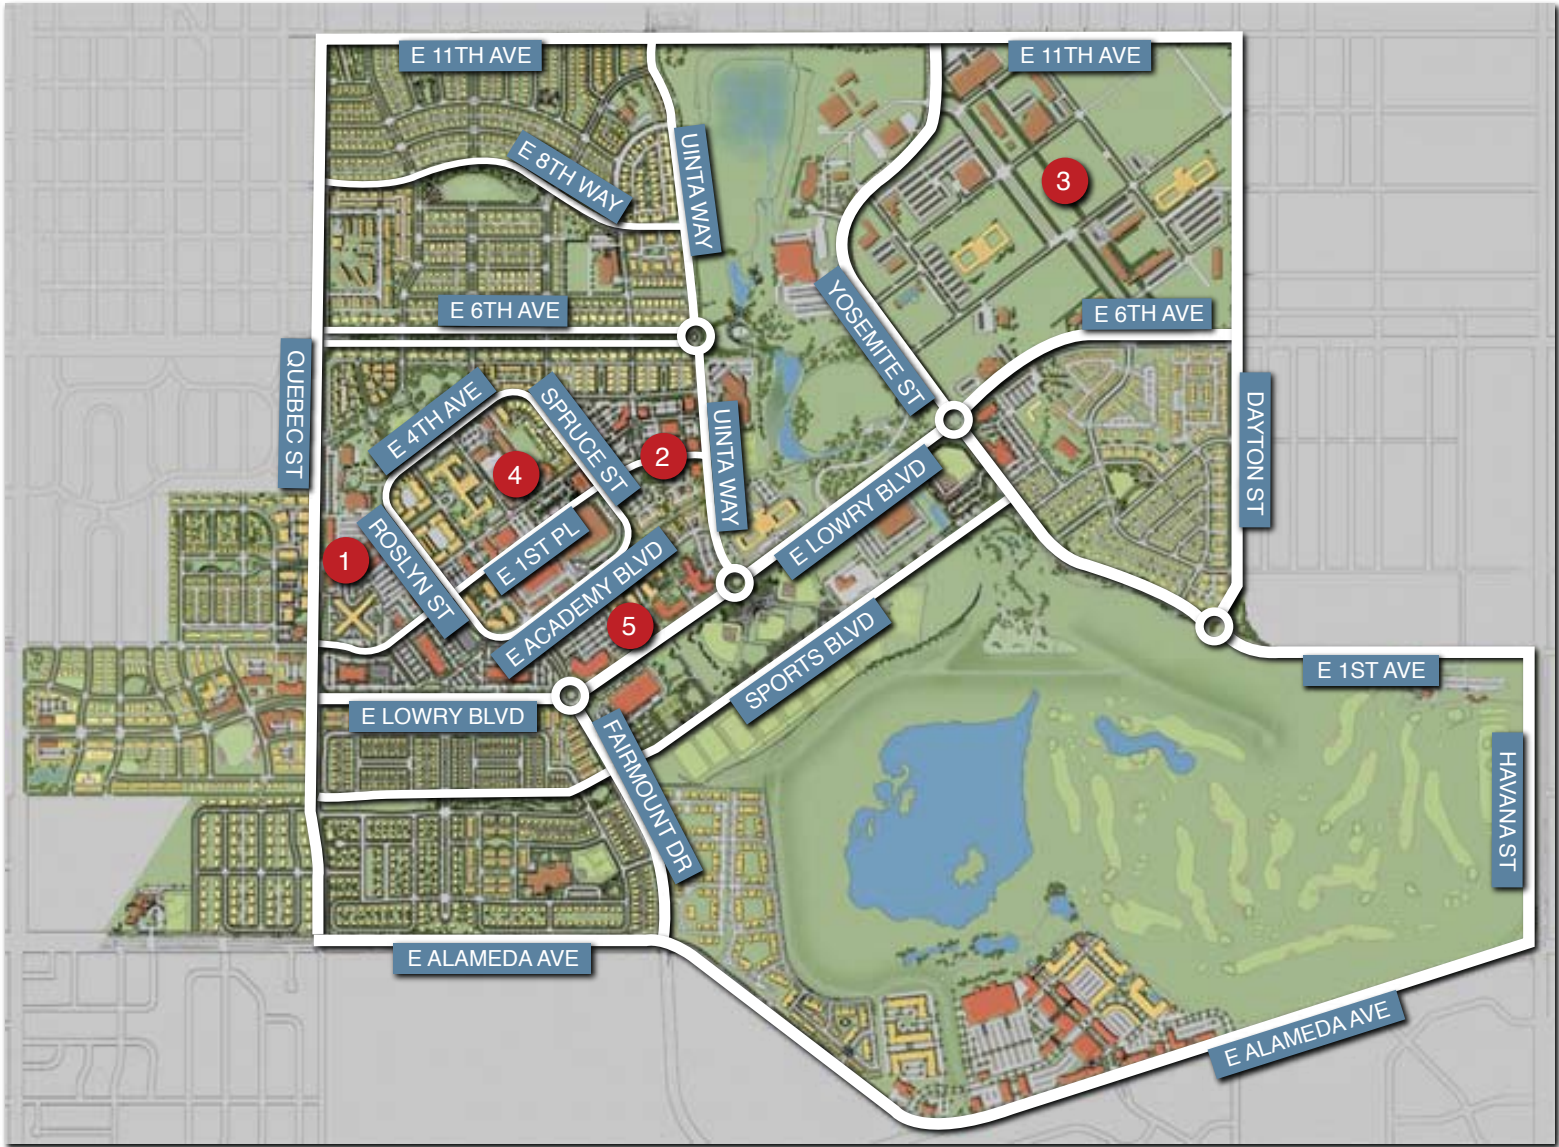 E 11TH AVE
E 11TH AVE
E 8TH WAY
UINTA WAY
3
E 6TH AVE
YOSEMITE ST
E 6TH AVE
QUEBEC ST
E 4TH AVE
SPRUCE ST
2
UINTA WAY
DAYTON ST
4
E LOWRY BLVD
ROSLYN ST
E 1ST PL
1
E ACADEMY BLVD
5
SPORTS BLVD
E 1ST AVE
E LOWRY BLVD
FAIRMOUNT DR
HAVANA ST
E ALAMEDA AVE
E ALAMEDA AVE